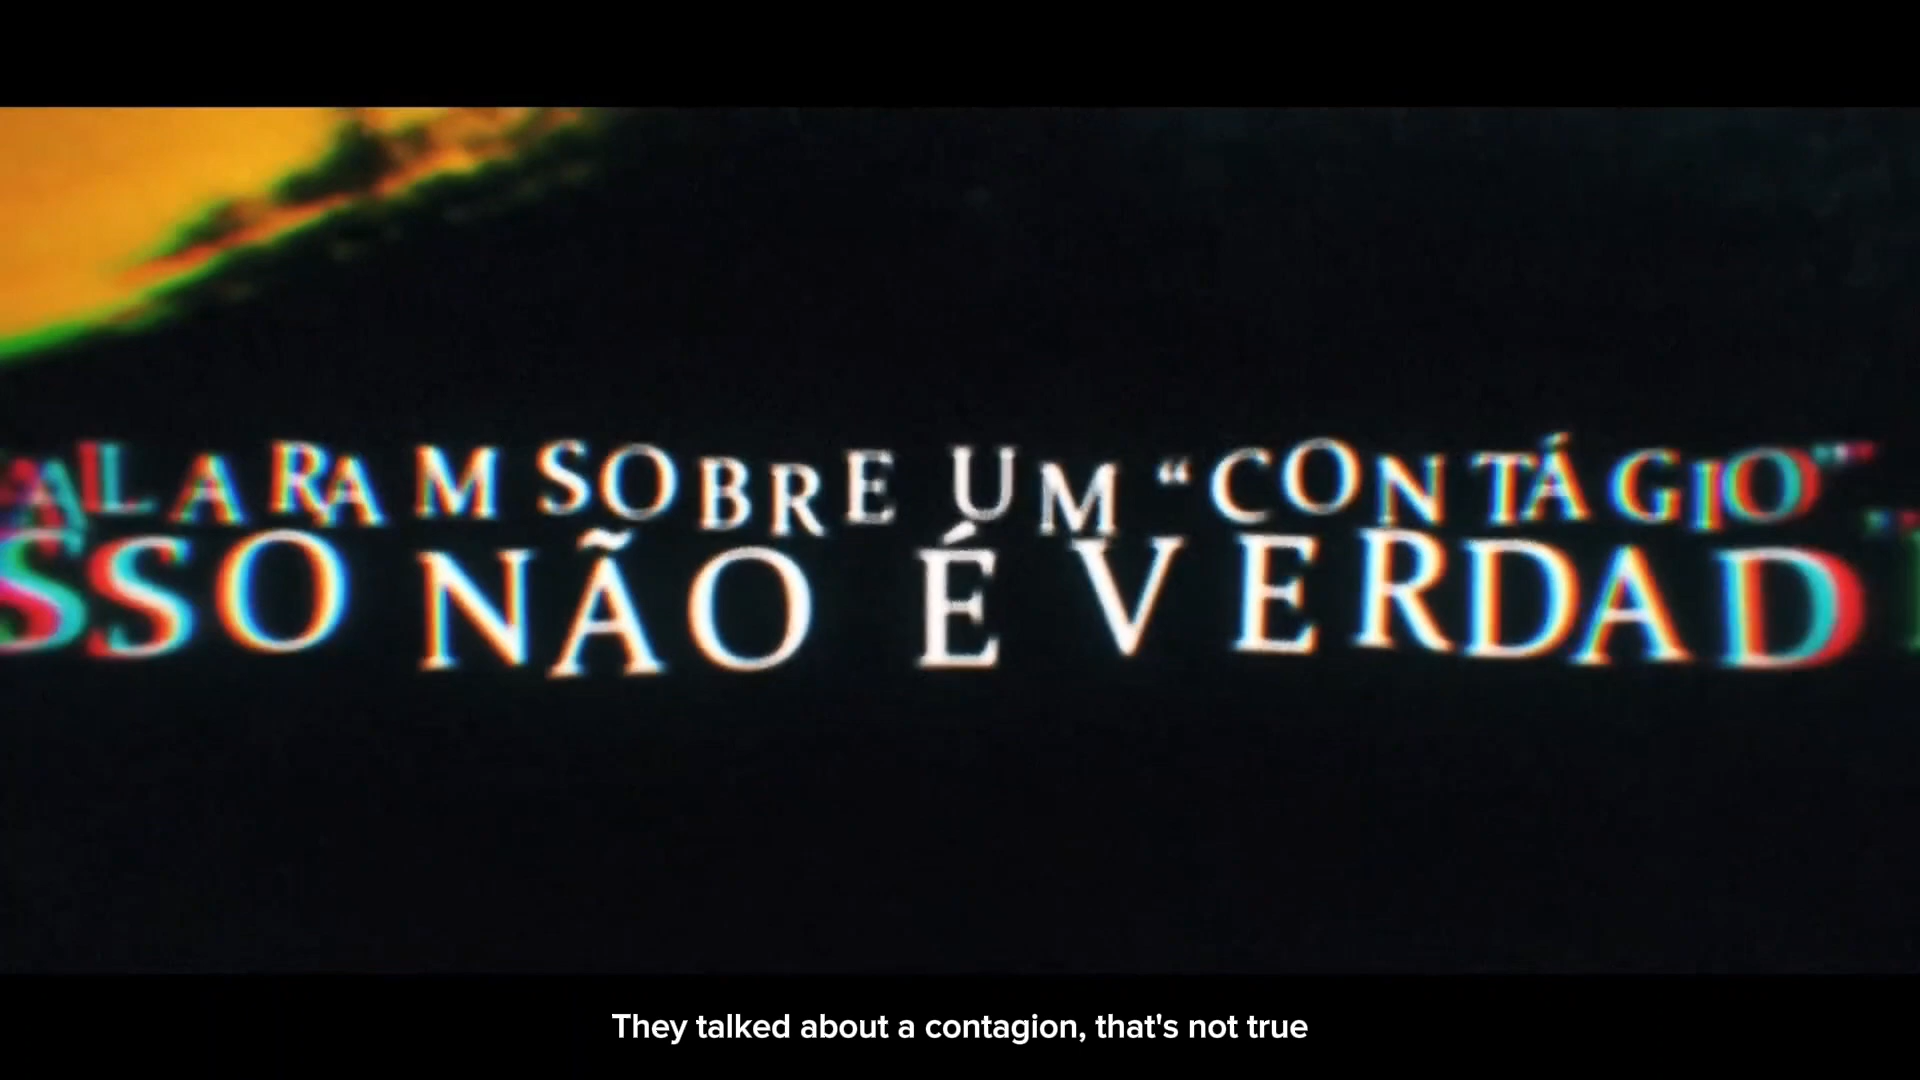 ALARAM SOBRE UM “CONTÁGIO”
SSO NÃO É VERDAD
They talked about a contagion, that's not true